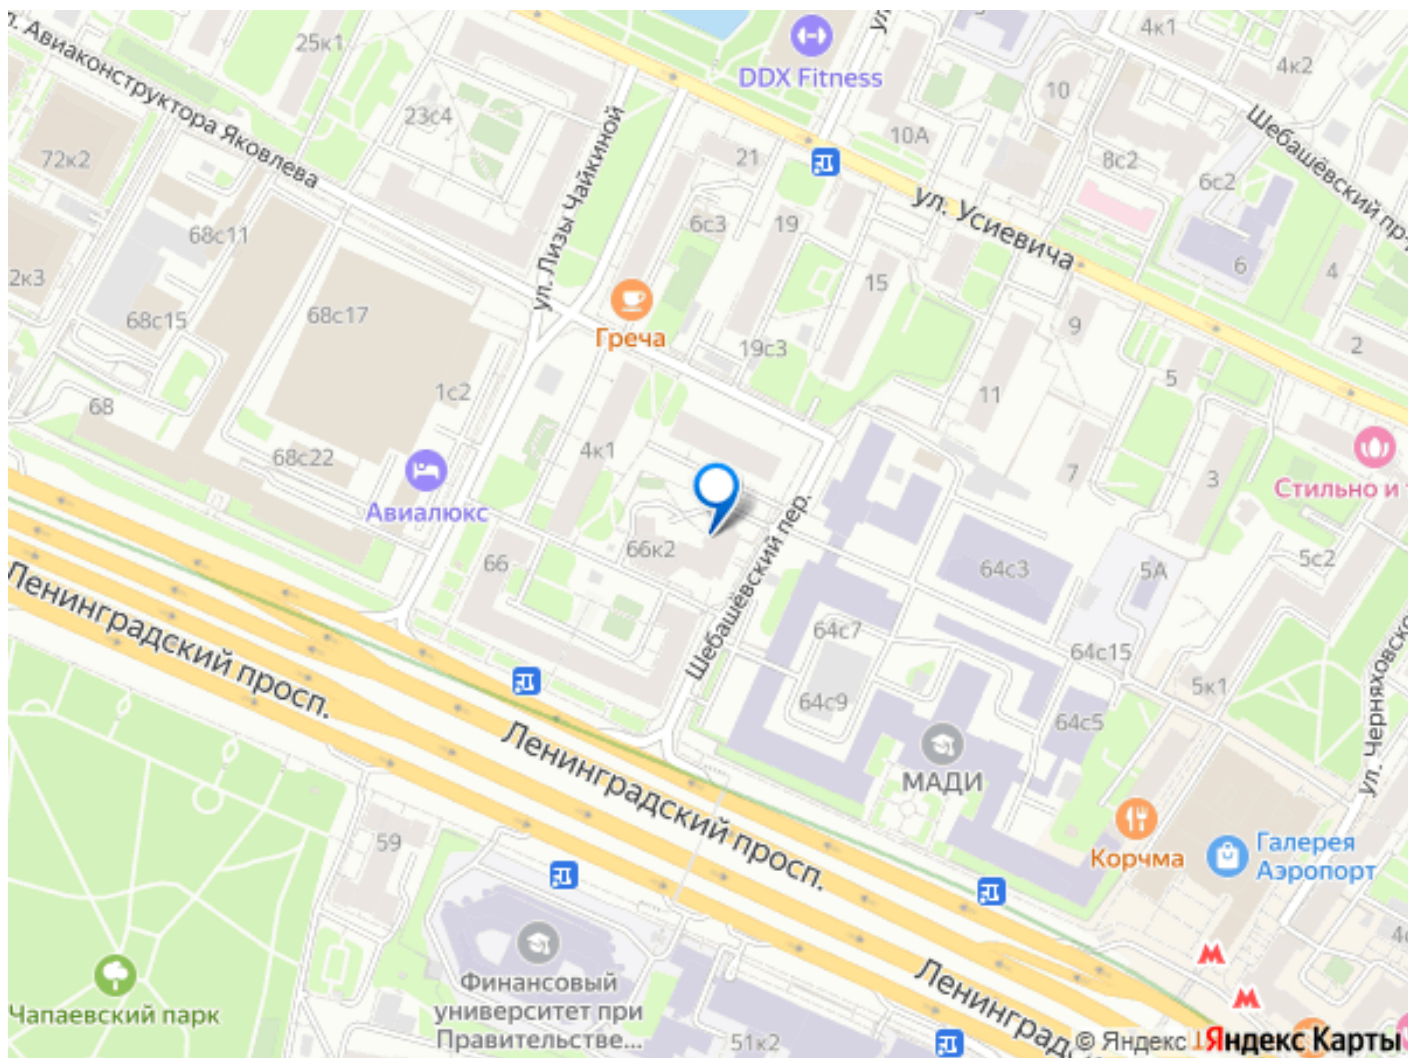 4к1
25к1
4к2
DDX Fitness
л. Авиаконструктора Яковлева
ул.
10
23с4
10А
Шебашёвский пр-
72к2
21
8с2
6с2
ул. Лизы Чайкиной
ул. Усиевича
6с3
19
68с11
6
4
2к3
15
68с15
68с17
9
Греча
19с3
2
5
1с2
11
68
4к1
68с22
7
3
Стильно и
Авиалюкс
5с2
66к2
66
64с3
5А
Шебашёвский пер.
Ленинградский просп.
64с7
64с15
5к1
64с9
64с5
ул. Черняховско
Ленинградский просп.
МАДИ
59
Корчма
Галерея
Аэропорт
Ленинградс
Финансовый
университет при
Правительстве...
Чапаевский парк
51к2
© Яндекс
Яндекс Карты